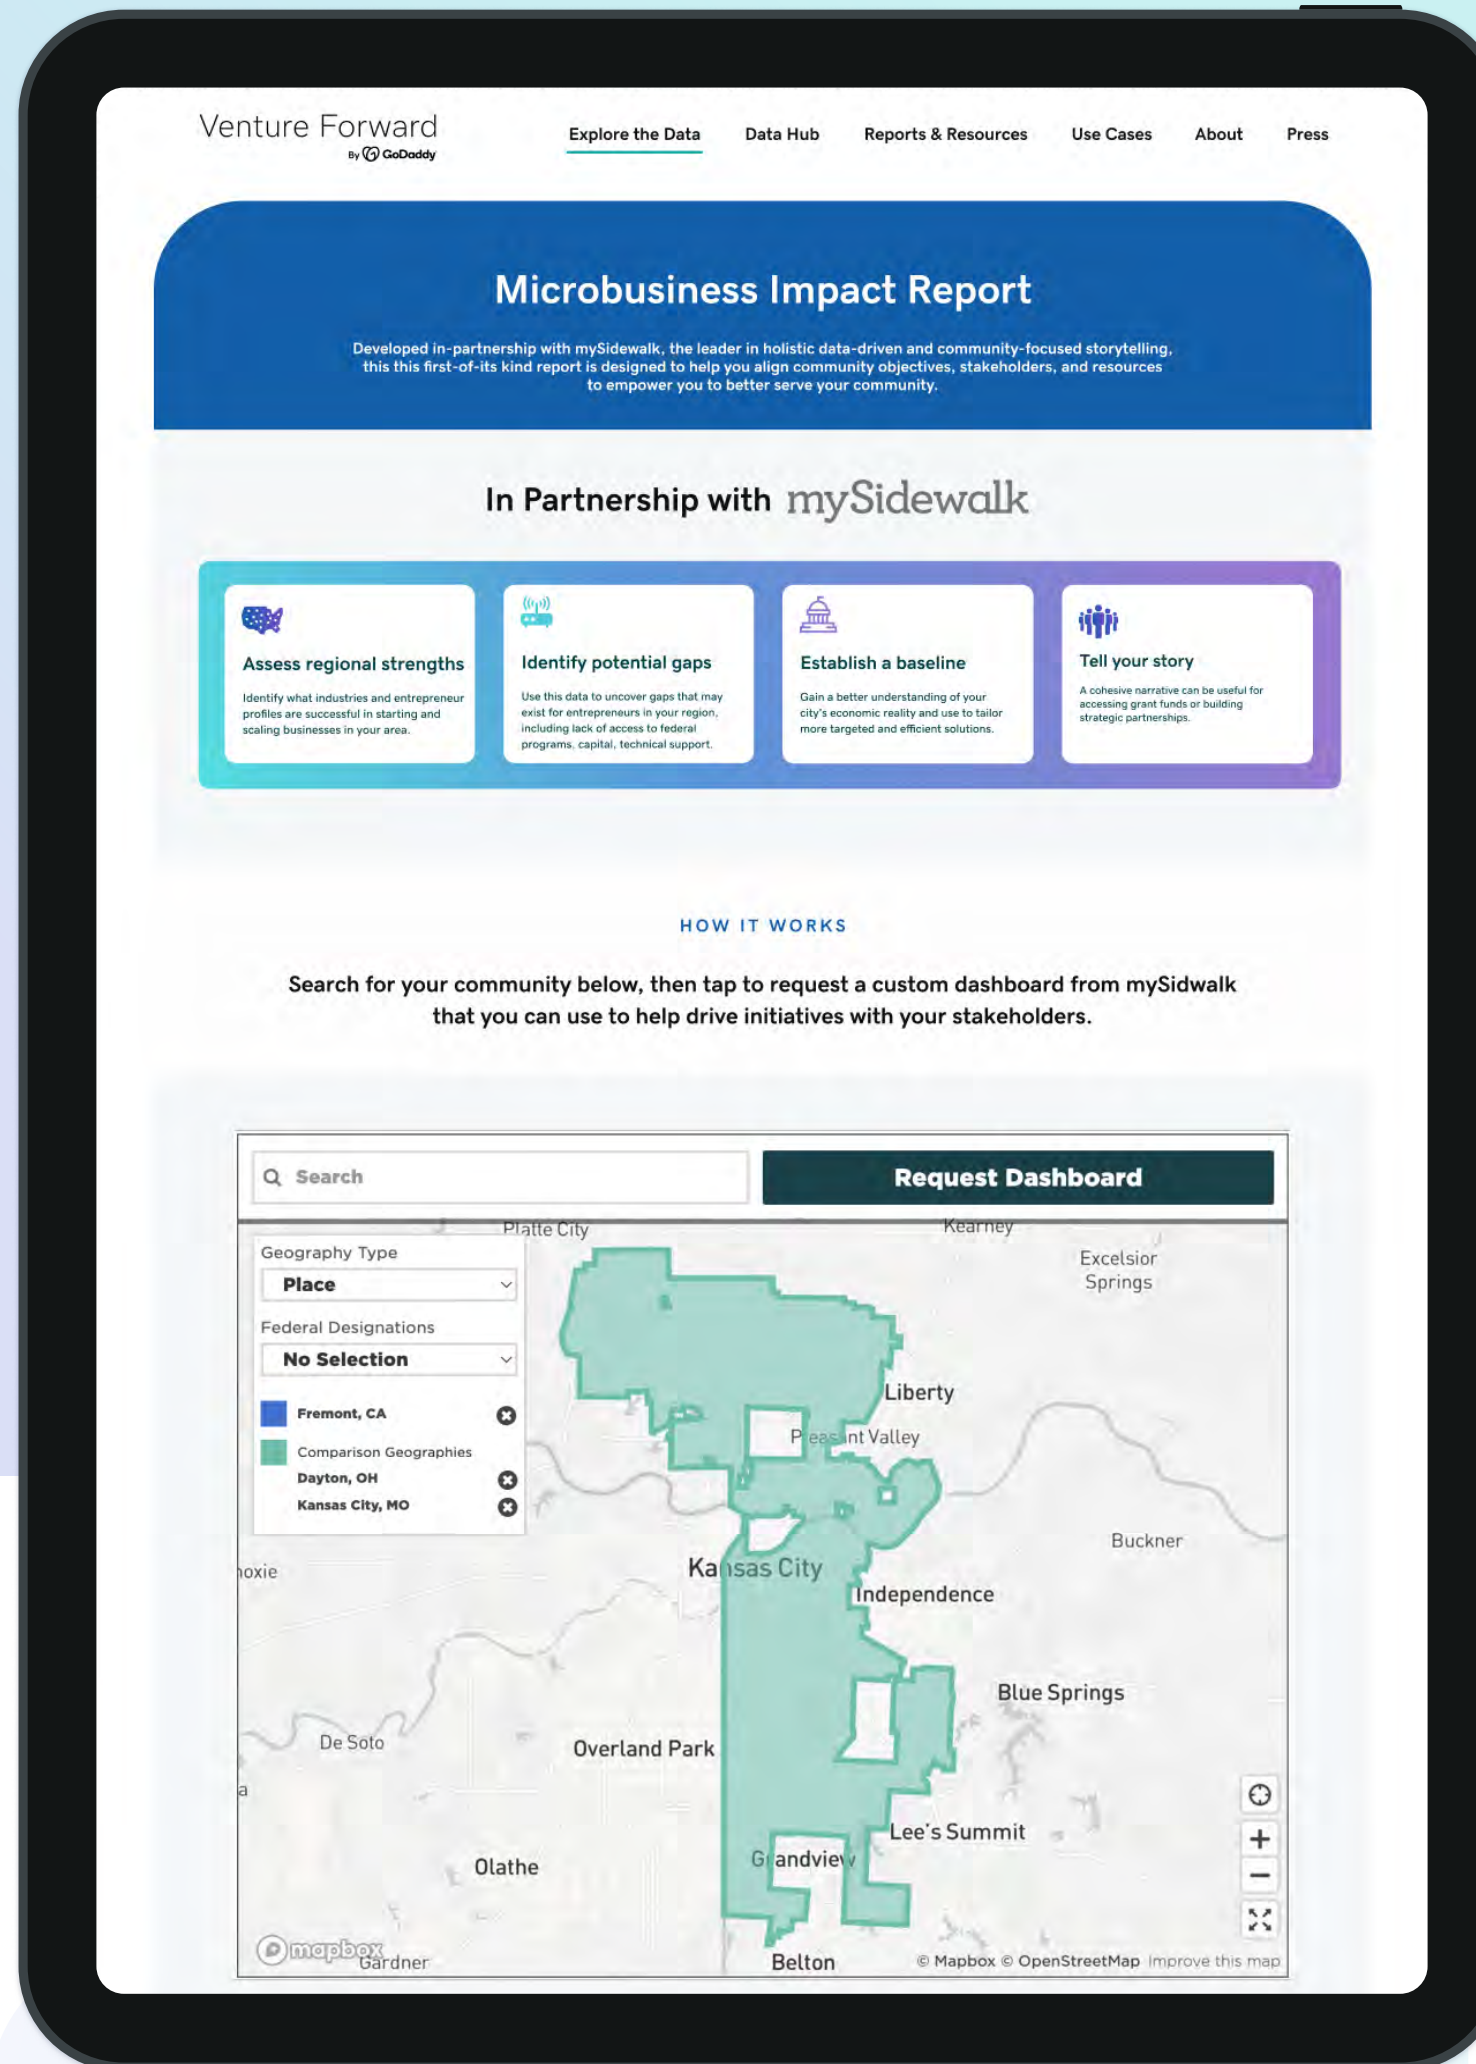 Venture Forward
By GoDaddy
Explore the Data
Data Hub
Reports & Resources
Use Cases
About
Press
Microbusiness Impact Report
Developed in-partnership with mySidewalk, the leader in holistic data-driven and community-focused storytelling,
this this first-of-its kind report is designed to help you align community objectives, stakeholders, and resources
to empower you to better serve your community.
In Partnership with mySidewalk
Assess regional strengths
Identify what industries and entrepreneur
profiles are successful in starting and
scaling businesses in your area.
Identify potential gaps
Use this data to uncover gaps that may
exist for entrepreneurs in your region,
including lack of access to federal
programs, capital, technical support.
Establish a baseline
Gain a better understanding of your
city's economic reality and use to tailor
more targeted and efficient solutions.
Tell your story
A cohesive narrative can be useful for
accessing grant funds or building
strategic partnerships.
HOW IT WORKS
Search for your community below, then tap to request a custom dashboard from mySidwalk
that you can use to help drive initiatives with your stakeholders.
Search
Request Dashboard
Platte City
Kearney
Excelsior
Springs
Geography Type
Place
Federal Designations
No Selection
Fremont, CA
Comparison Geographies
Dayton, OH
Kansas City, MO
Liberty
Pleasant Valley
Buckner
noxie
Kansas City
Independence
Blue Springs
De Soto
Overland Park
a
Lee's Summit
Grandview
Olathe
mapbox
Gardner
Belton
© Mapbox © OpenStreetMap Improve this map